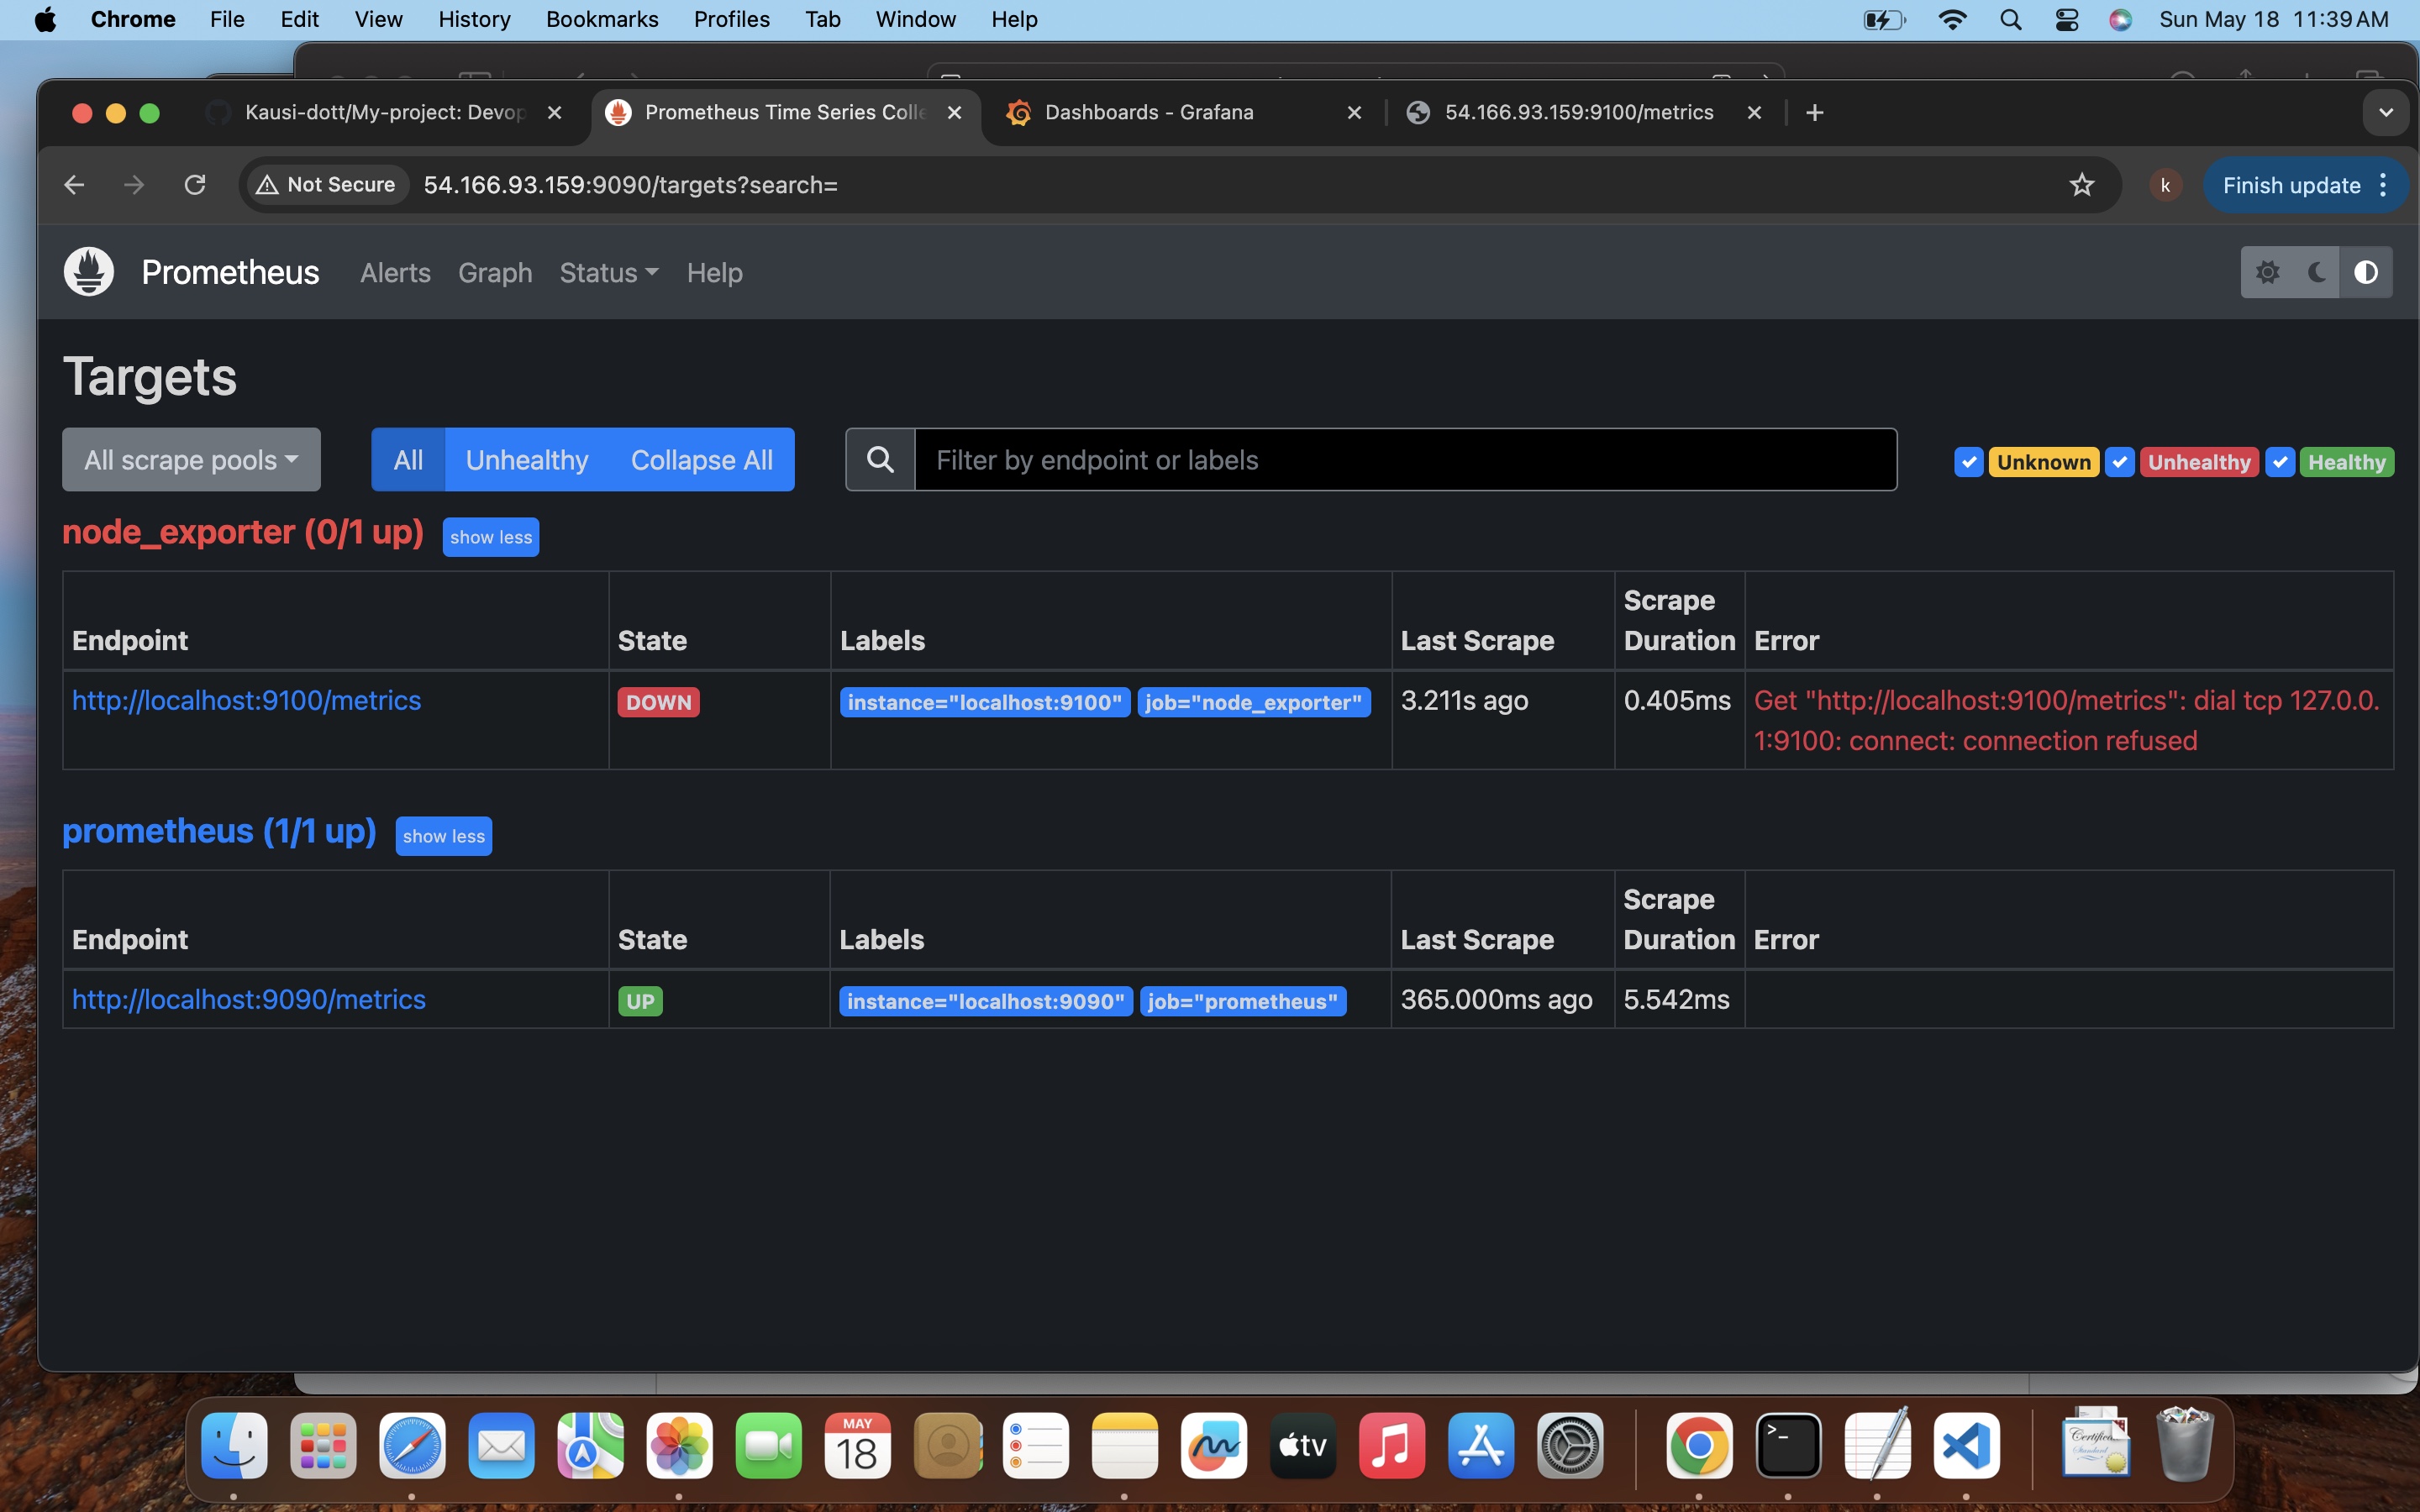 Chrome File Edit View History Bookmarks Profiles Tab Window Help Sun May 18 11:39 AM
Kausi-dott/My-project: Devop Prometheus Time Series Colle Dashboards - Grafana 54.166.93.159:9100/metrics
Not Secure 54.166.93.159:9090/targets?search= k Finish update
Prometheus Alerts Graph Status Help
Targets
All scrape pools All Unhealthy Collapse All Filter by endpoint or labels Unknown Unhealthy Healthy
node_exporter (0/1 up) show less
Endpoint State Labels Last Scrape Scrape Duration Error
http://localhost:9100/metrics DOWN instance="localhost:9100" job="node_exporter" 3.211s ago 0.405ms Get "http://localhost:9100/metrics": dial tcp 127.0.0.
1:9100: connect: connection refused
prometheus (1/1 up) show less
Endpoint State Labels Last Scrape Scrape Duration Error
http://localhost:9090/metrics UP instance="localhost:9090" job="prometheus" 365.000ms ago 5.542ms
MAY
18
tv